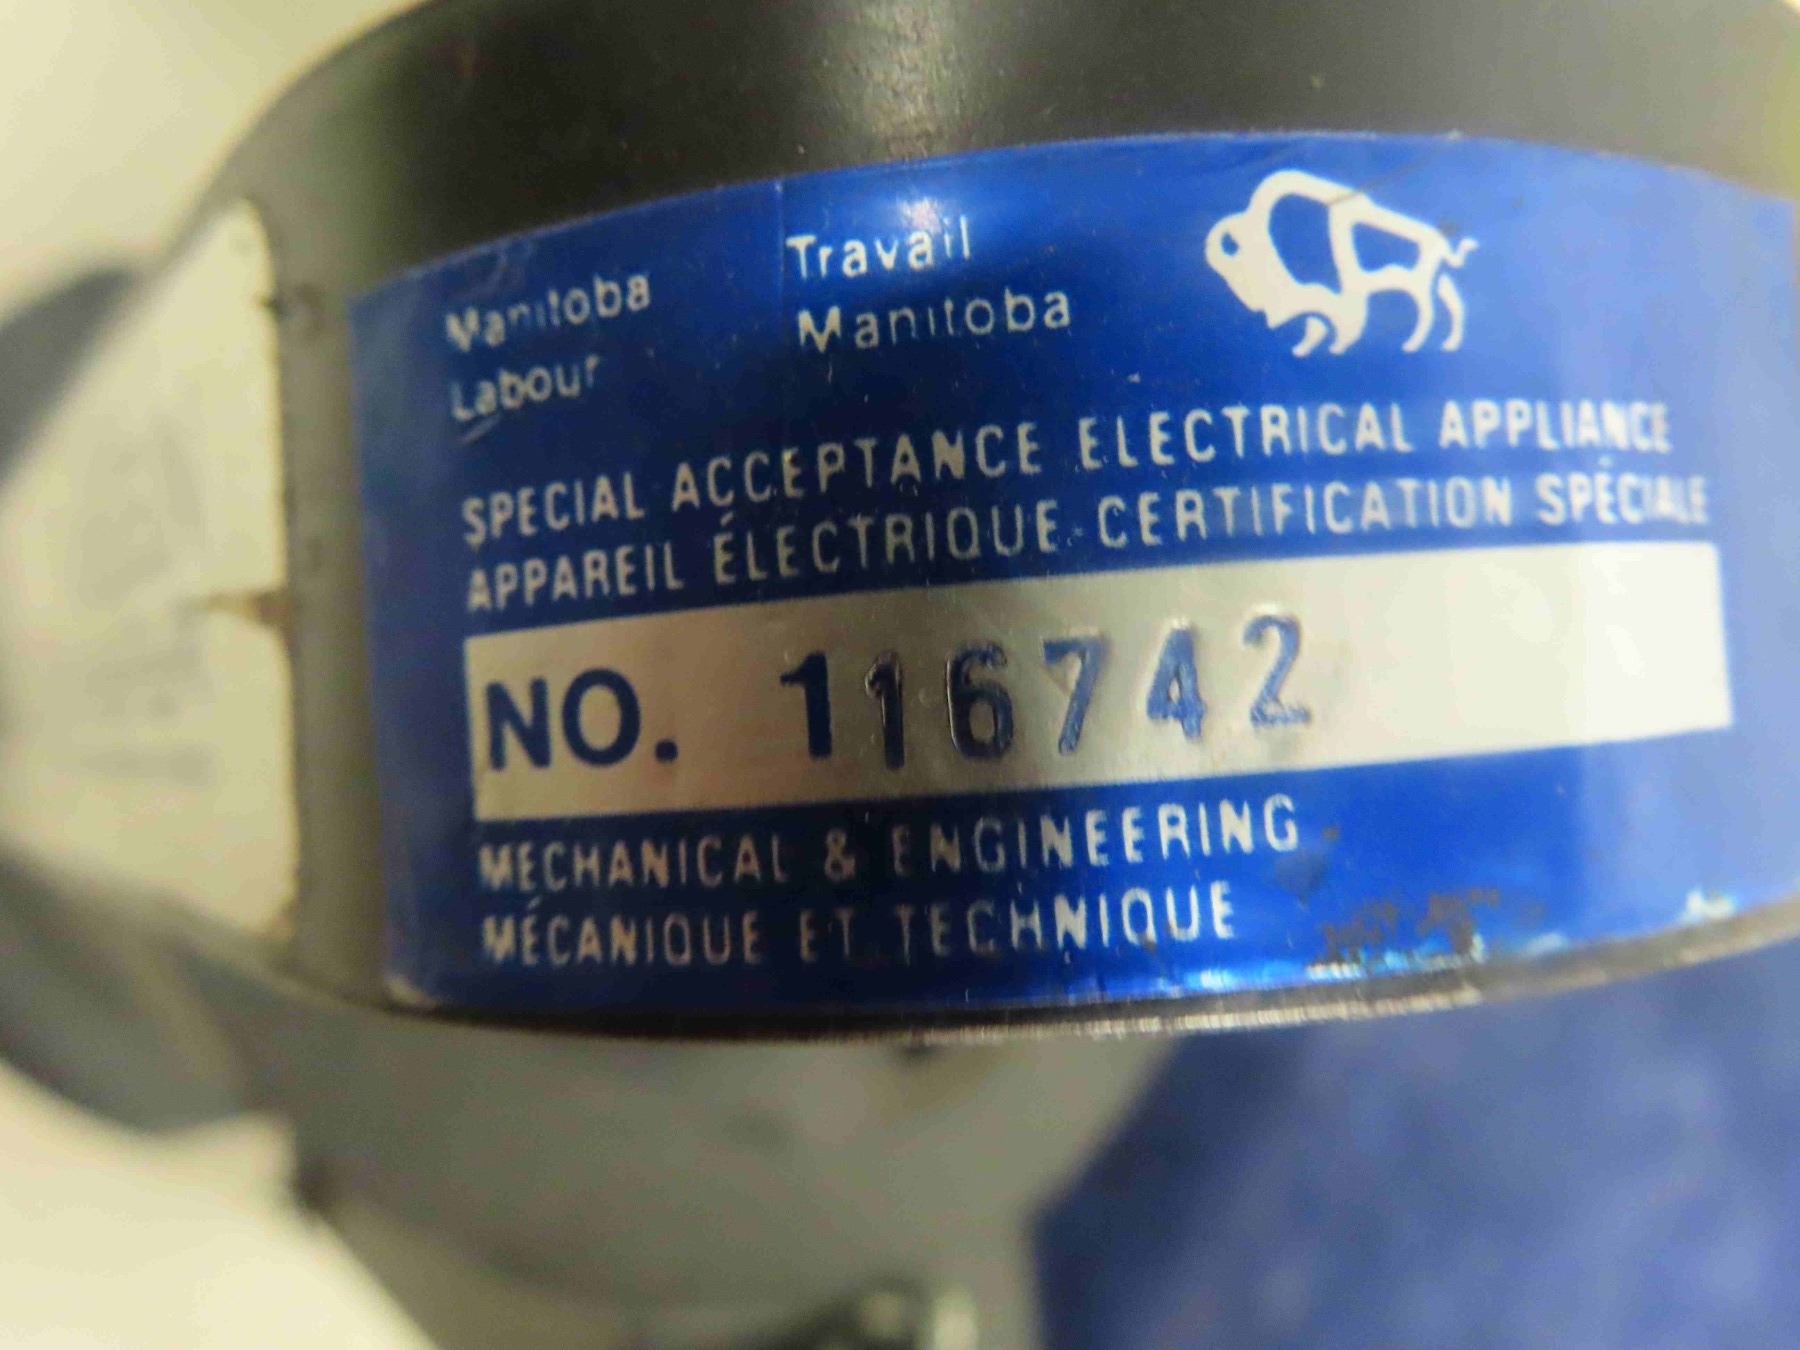 Manitoba
Labour
Travail
Manitoba
SPECIAL ACCEPTANCE ELECTRICAL APPLIANCE
APPAREIL ÉLECTRIQUE CERTIFICATION SPÉCIALE
NO. 116742
MECHANICAL & ENGINEERING
MÉCANIQUE ET TECHNIQUE